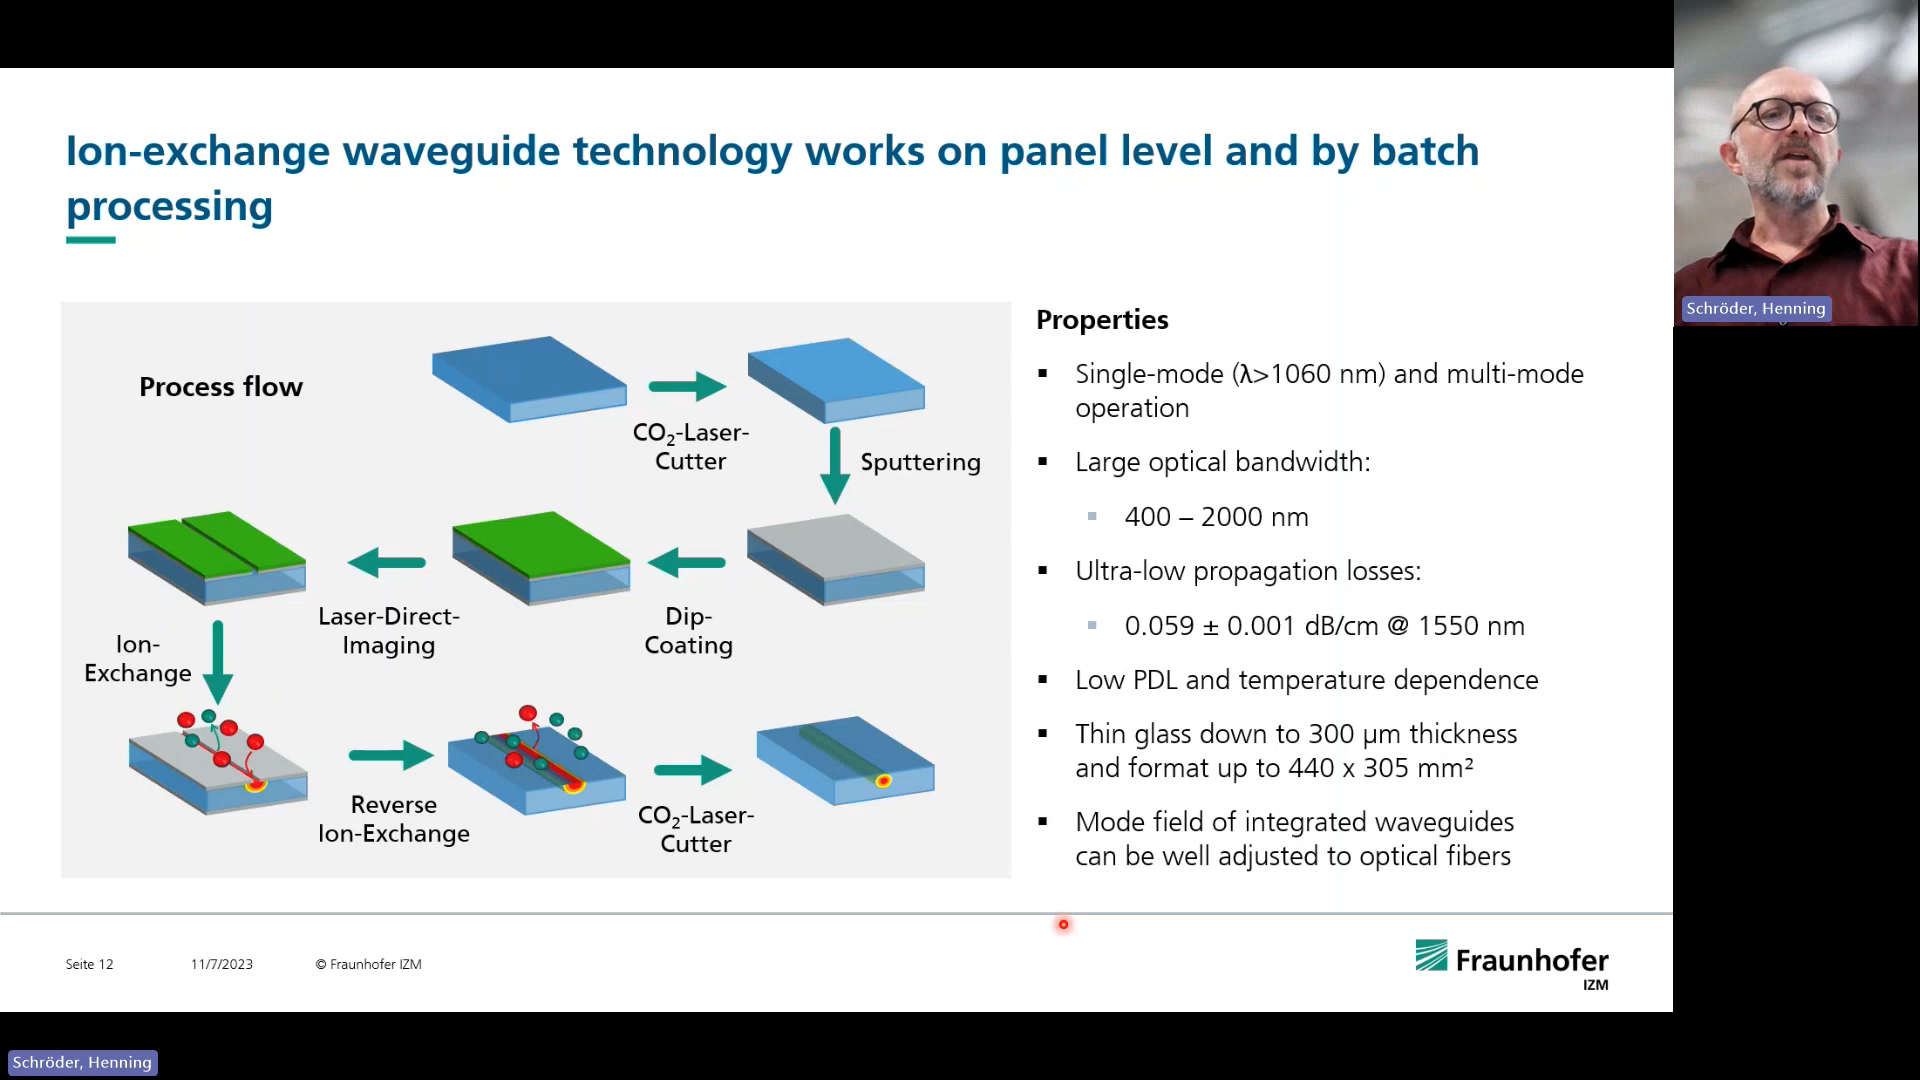 Ion-exchange waveguide technology works on panel level and by batch
processing
Process flow
CO₂-Laser-
Cutter
Sputtering
Dip-
Coating
Laser-Direct-
Imaging
Ion-
Exchange
Reverse
Ion-Exchange
CO₂-Laser-
Cutter
Properties
▪ Single-mode (λ>1060 nm) and multi-mode
operation
▪ Large optical bandwidth:
▪ 400 – 2000 nm
▪ Ultra-low propagation losses:
▪ 0.059 ± 0.001 dB/cm @ 1550 nm
▪ Low PDL and temperature dependence
▪ Thin glass down to 300 µm thickness
and format up to 440 x 305 mm²
▪ Mode field of integrated waveguides
can be well adjusted to optical fibers
Seite 12
11/7/2023
© Fraunhofer IZM
Fraunhofer
IZM
Schröder, Henning
Schröder, Henning